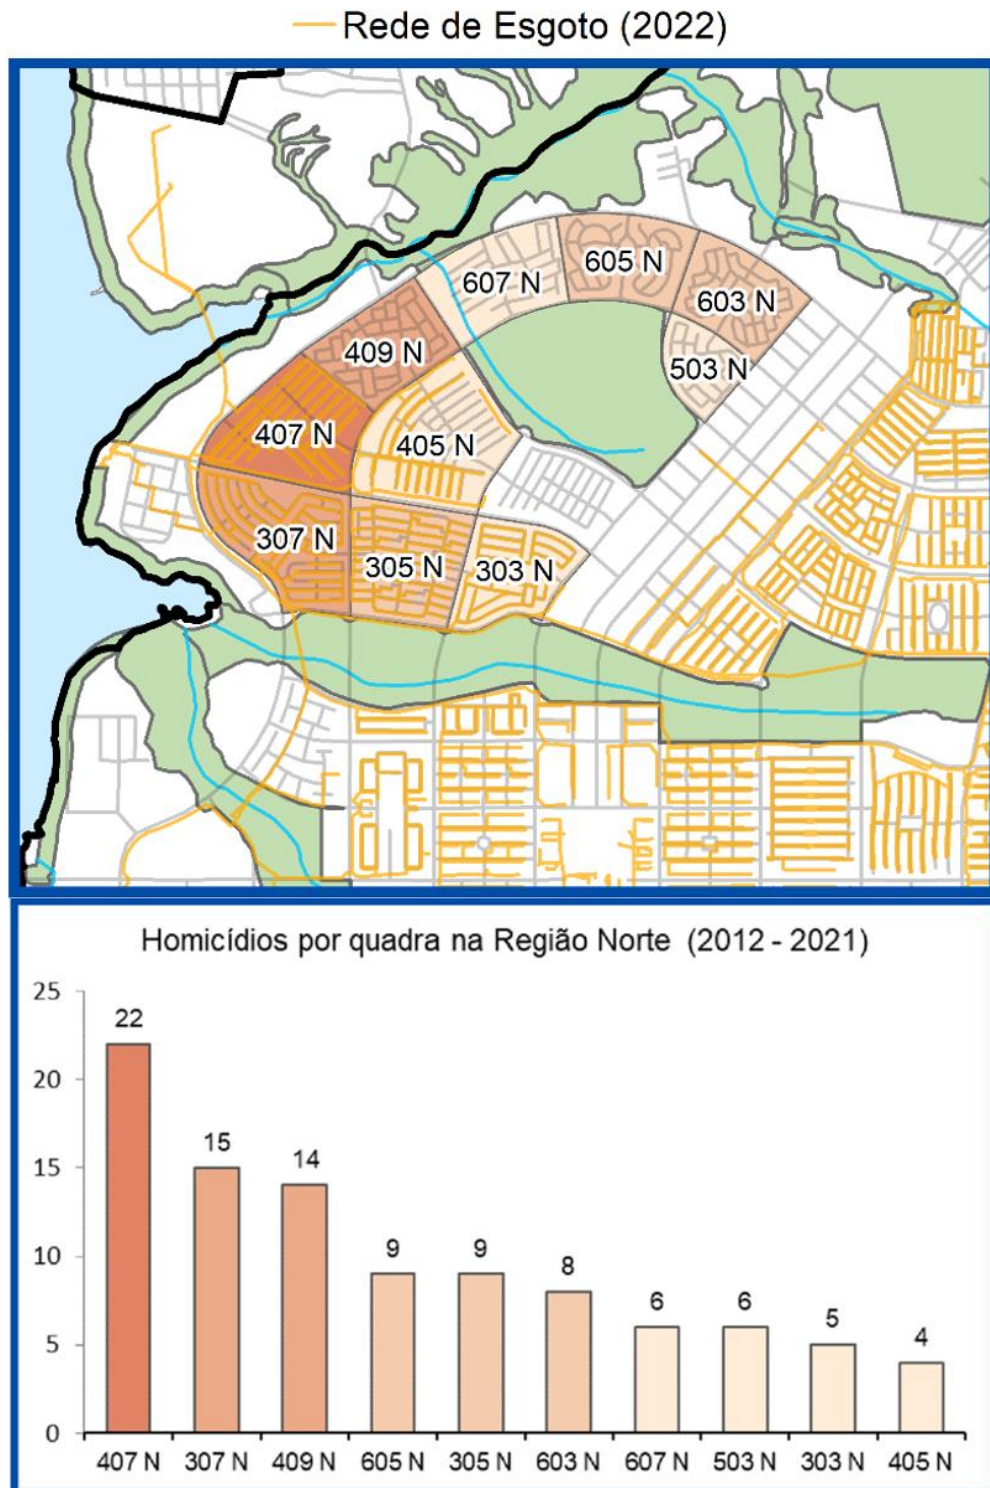 Rede de Esgoto (2022)
605 N
607 N
603 N
409 N
503 N
407 N
405 N
307 N
305 N
303 N
Homicídios por quadra na Região Norte (2012 - 2021)
25
22
20
15
15
14
10
9
9
8
6
6
5
5
4
0
407 N 307 N 409 N 605 N 305 N 603 N 607 N 503 N 303 N 405 N